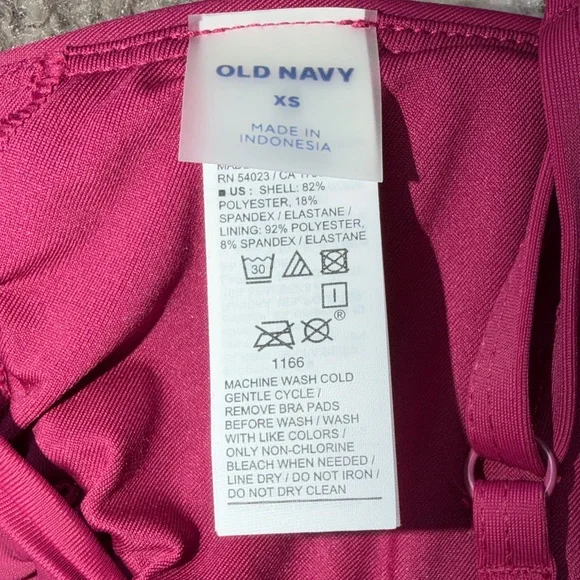 OLD NAVY
XS
MADE IN
INDONESIA
RN 54023 / CA
■ US : SHELL: 82%
POLYESTER, 18%
SPANDEX / ELASTANE /
LINING: 92% POLYESTER,
8% SPANDEX / ELASTANE
30
I
®
1166
MACHINE WASH COLD
GENTLE CYCLE /
REMOVE BRA PADS
BEFORE WASH / WASH
WITH LIKE COLORS /
ONLY NON-CHLORINE
BLEACH WHEN NEEDED /
LINE DRY / DO NOT IRON /
DO NOT DRY CLEAN